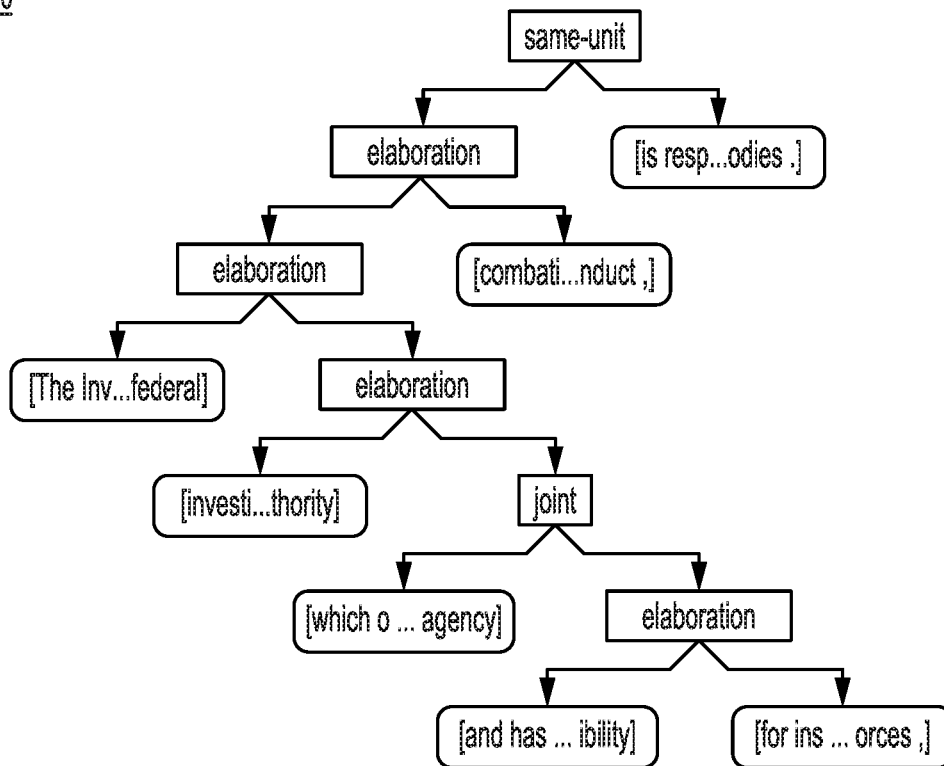 same-unit
elaboration
[is resp...odies .]
elaboration
[combati...nduct ,]
[The Inv...federal]
elaboration
[investi...thority]
joint
[which o ... agency]
elaboration
[and has ... ibility]
[for ins ... orces ,]